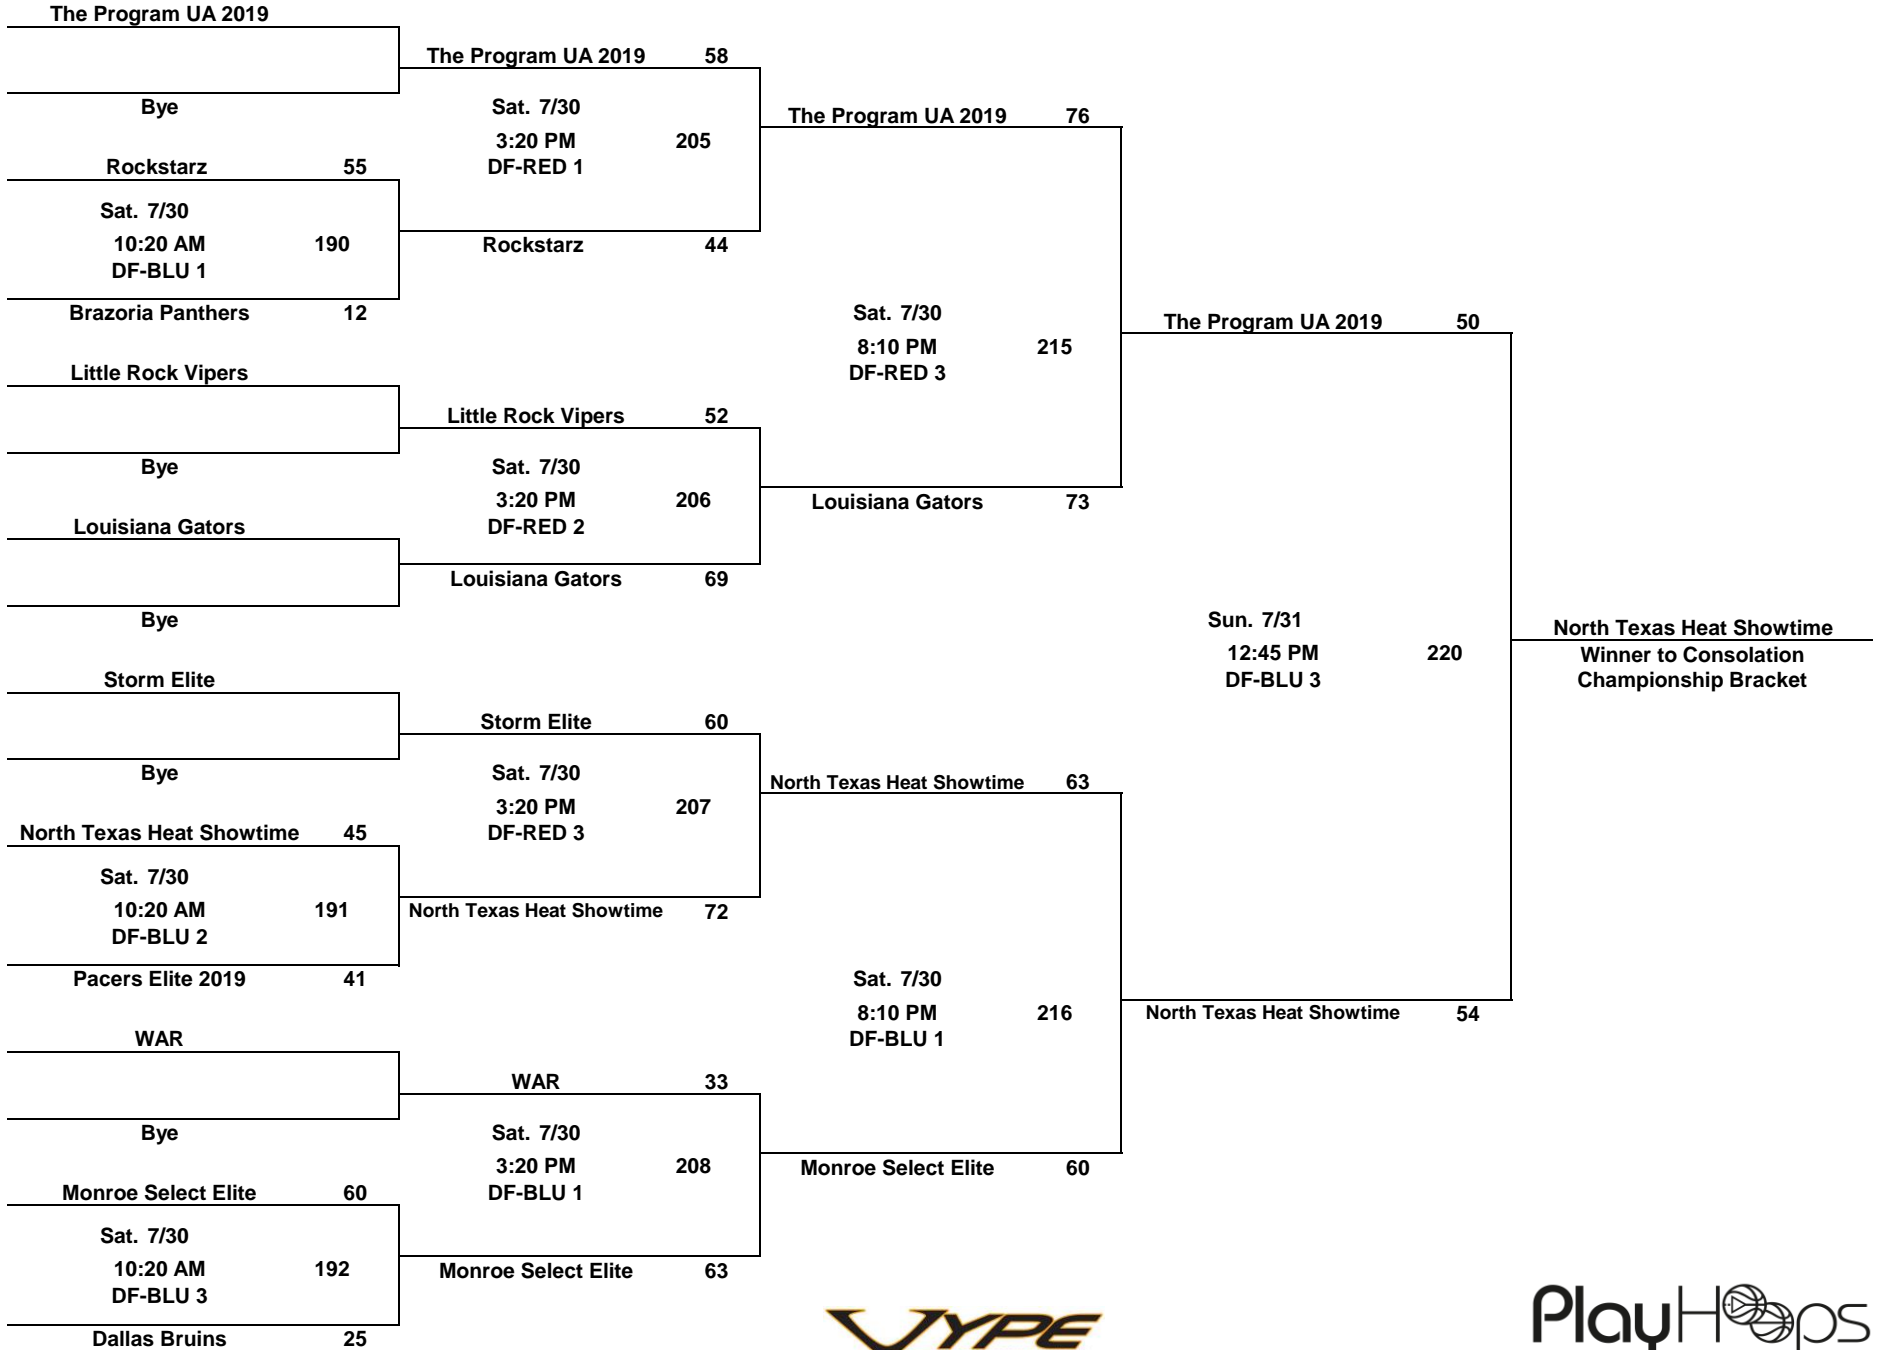 The Program UA 2019
Bye
Rockstarz 55
Sat. 7/30
10:20 AM 190
DF-BLU 1
Brazoria Panthers 12
Little Rock Vipers
Bye
Louisiana Gators
Bye
Storm Elite
Bye
North Texas Heat Showtime 45
Sat. 7/30
10:20 AM 191
DF-BLU 2
Pacers Elite 2019 41
WAR
Bye
Monroe Select Elite 60
Sat. 7/30
10:20 AM 192
DF-BLU 3
Dallas Bruins 25
The Program UA 2019 58
Sat. 7/30
3:20 PM 205
DF-RED 1
Rockstarz 44
Little Rock Vipers 52
Sat. 7/30
3:20 PM 206
DF-RED 2
Louisiana Gators 69
Storm Elite 60
Sat. 7/30
3:20 PM 207
DF-RED 3
North Texas Heat Showtime 72
WAR 33
Sat. 7/30
3:20 PM 208
DF-BLU 1
Monroe Select Elite 63
The Program UA 2019 76
Sat. 7/30
8:10 PM 215
DF-RED 3
Louisiana Gators 73
North Texas Heat Showtime 63
Sat. 7/30
8:10 PM 216
DF-BLU 1
Monroe Select Elite 60
The Program UA 2019 50
Sun. 7/31
12:45 PM 220
DF-BLU 3
North Texas Heat Showtime 54
North Texas Heat Showtime
Winner to Consolation
Championship Bracket
VYPE
PlayHoops